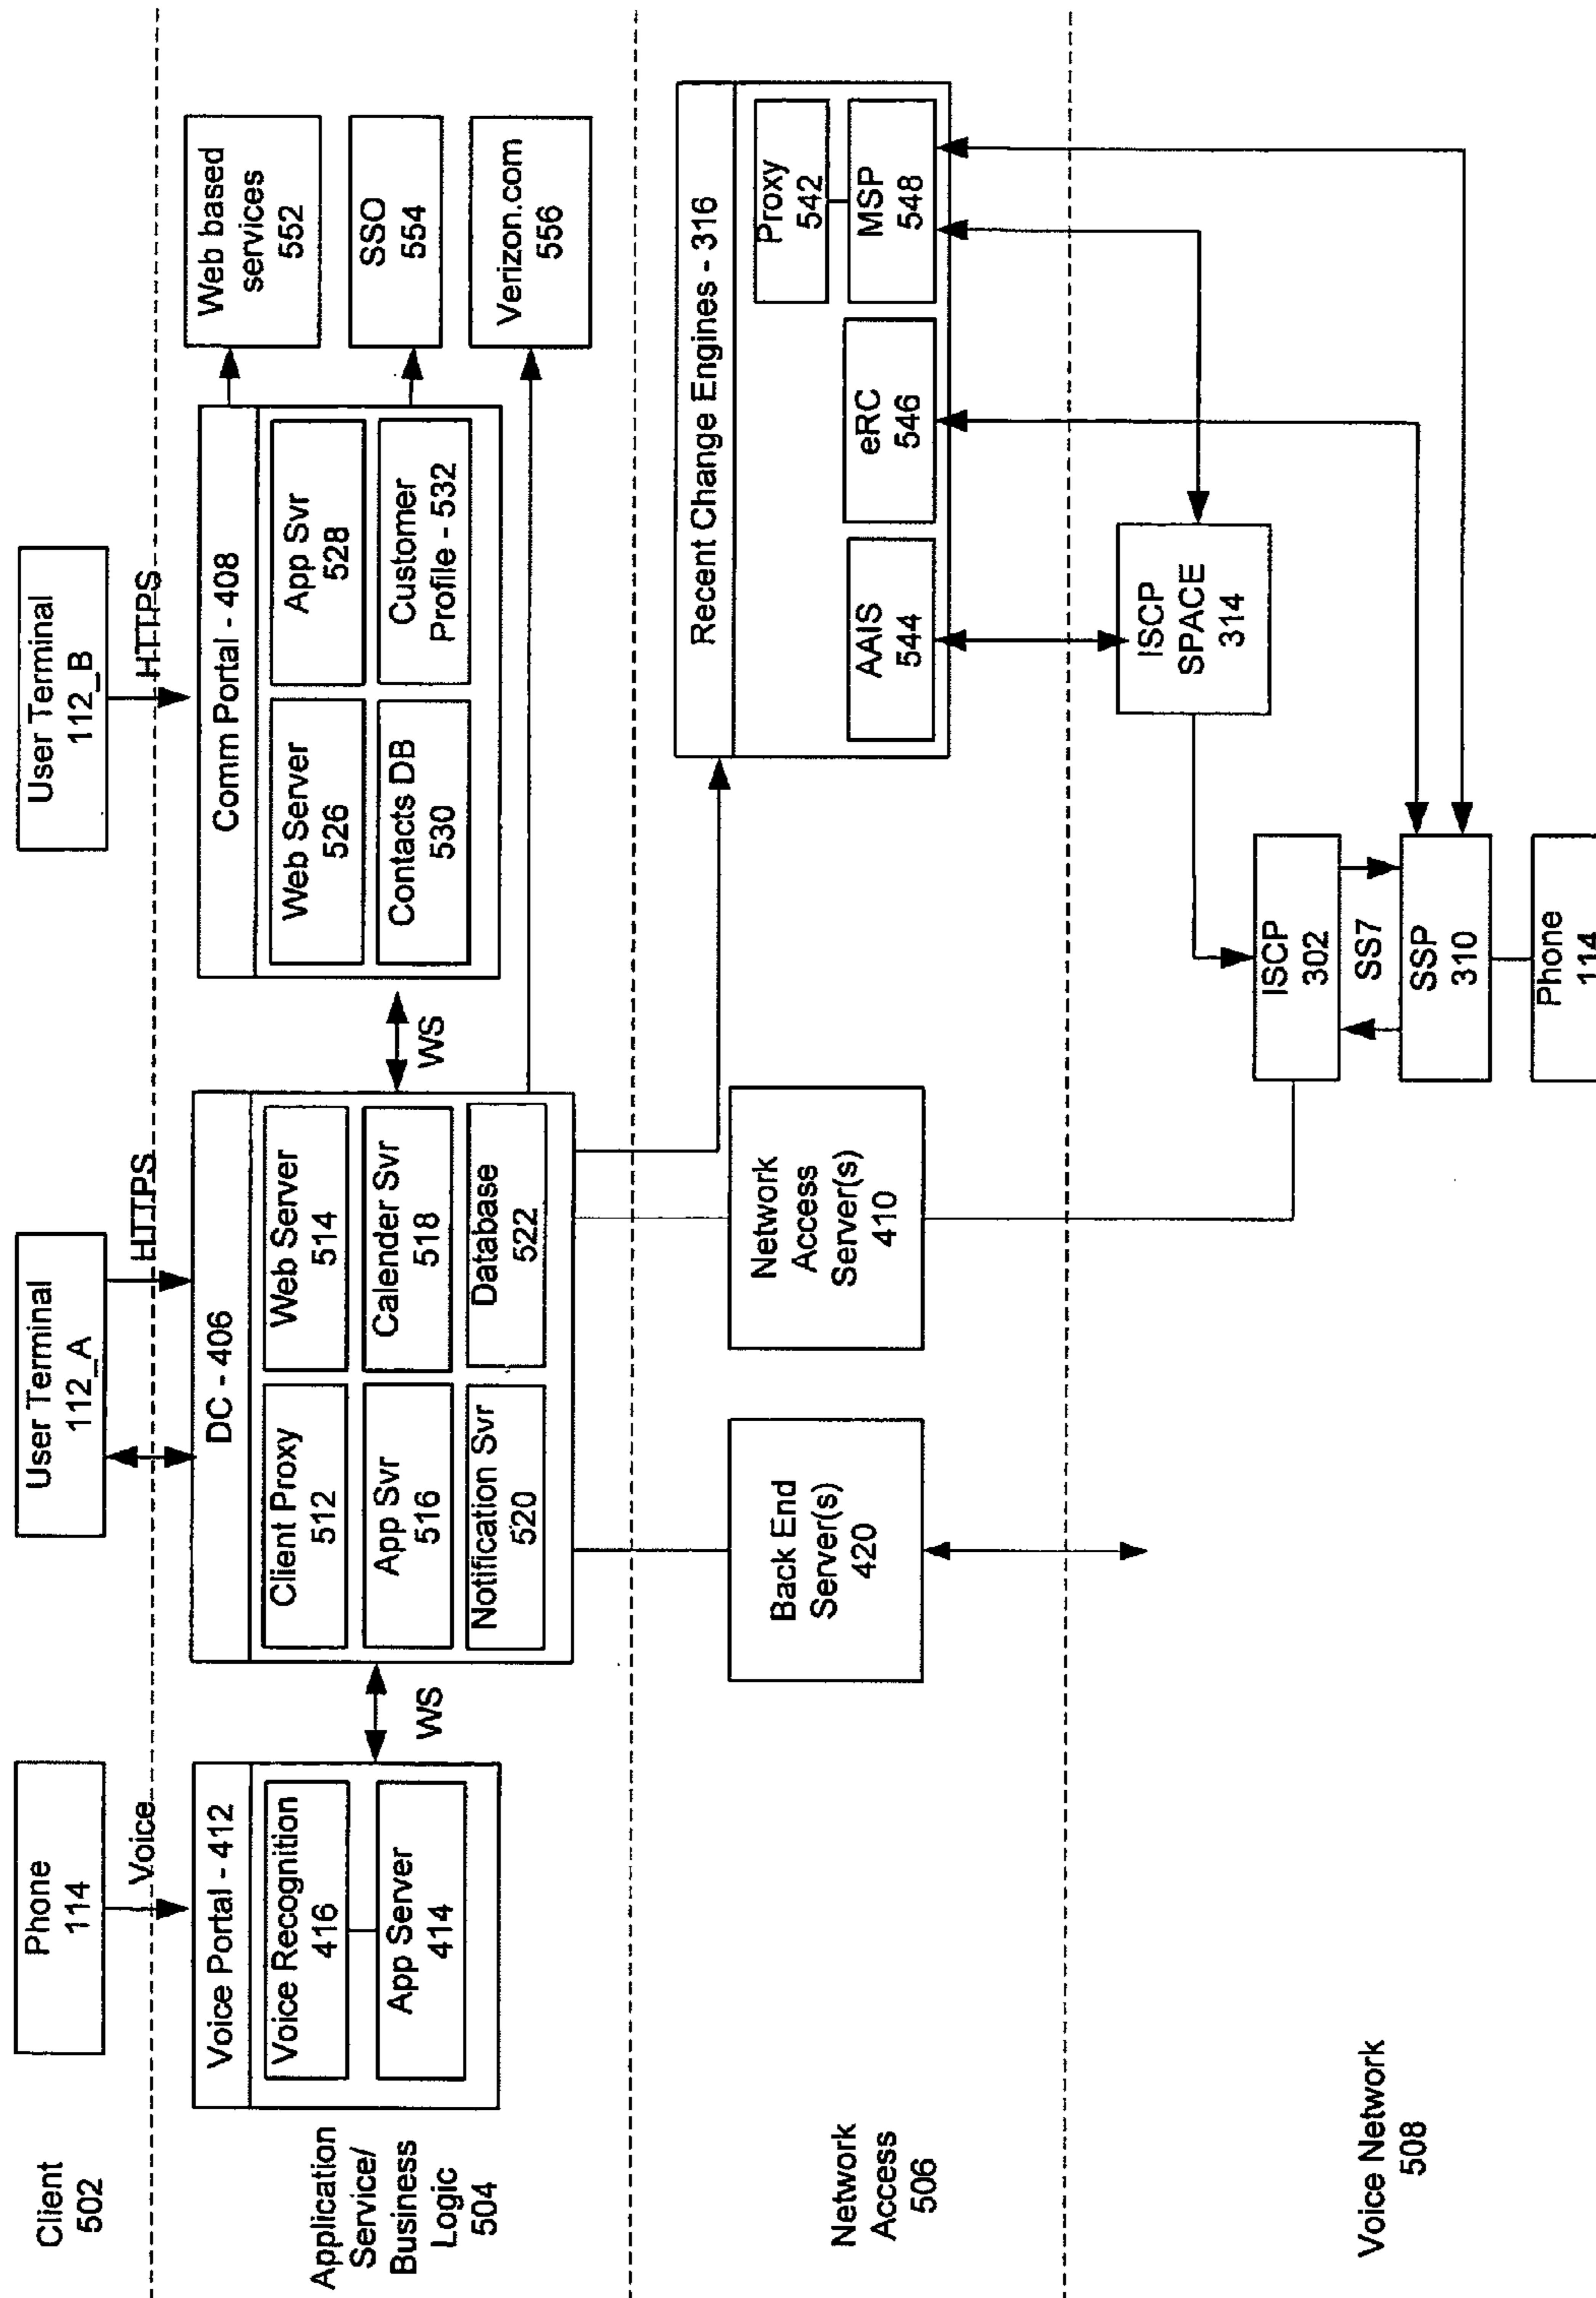 Client
502
Phone
114
User Terminal
112_A
User Terminal
112_B
Voice
HTTPS
HTTPS
Application
Service/
Business
Logic
504
Voice Portal - 412
Voice Recognition
416
App Server
414
WS
DC - 406
Client Proxy
512
Web Server
514
App Svr
516
Calender Svr
518
Notification Svr
520
Database
522
WS
Comm Portal - 408
Web Server
526
App Svr
528
Contacts DB
530
Customer
Profile - 532
Web based
services
552
SSO
554
Verizon.com
556
Network
Access
506
Back End
Server(s)
420
Network
Access
Server(s)
410
Recent Change Engines - 316
Proxy
542
AAIS
544
eRC
546
MSP
548
Voice Network
508
ISCP
SPACE
314
ISCP
302
SS7
SSP
310
Phone
114